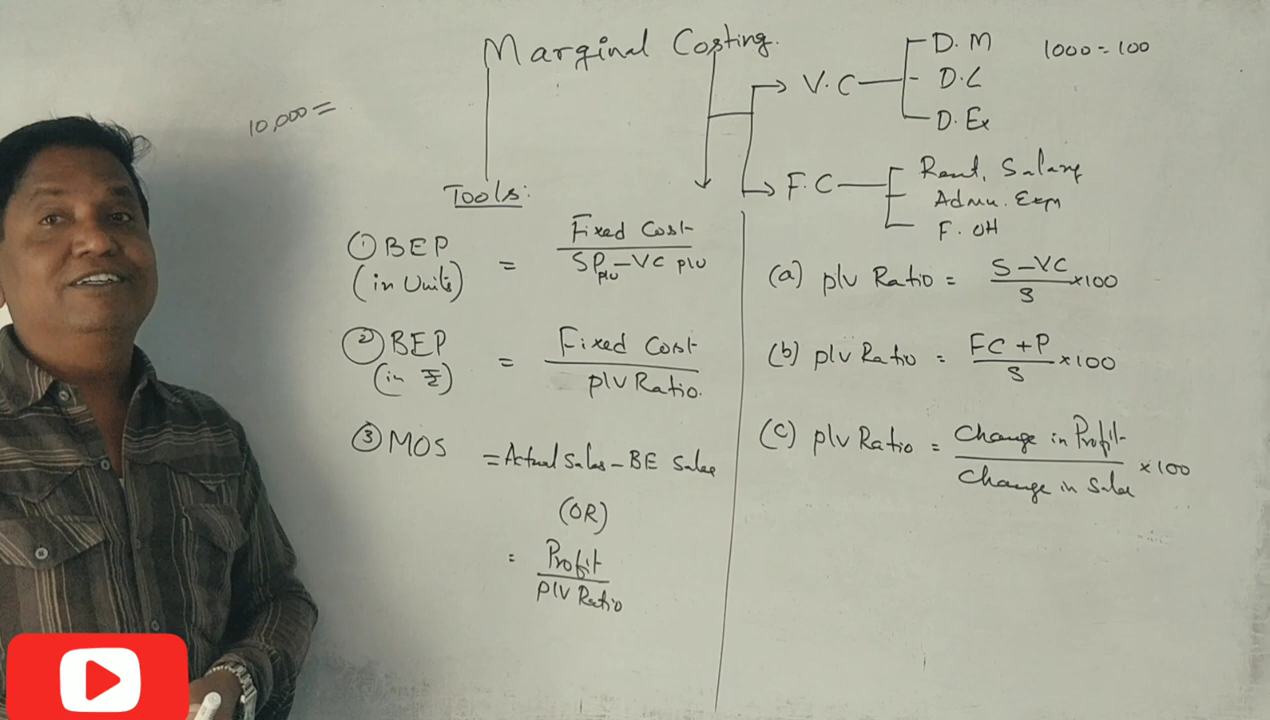 Marginal Costing.
10,000 =
V.C
D.M
D.L
D.Ex
1000 = 100
F.C
Rent, Salary
Admn. Exp
F. OH
Tools:
① BEP (in Units) = Fixed Cost / SP p/u - VC p/u
② BEP (in ₹) = Fixed Cost / P/V Ratio.
③ MOS = Actual Sales - BE Sales
(OR)
= Profit / P/V Ratio
(a) P/V Ratio = S - VC / S × 100
(b) P/V Ratio = FC + P / S × 100
(c) P/V Ratio = Change in Profit / Change in Sales × 100